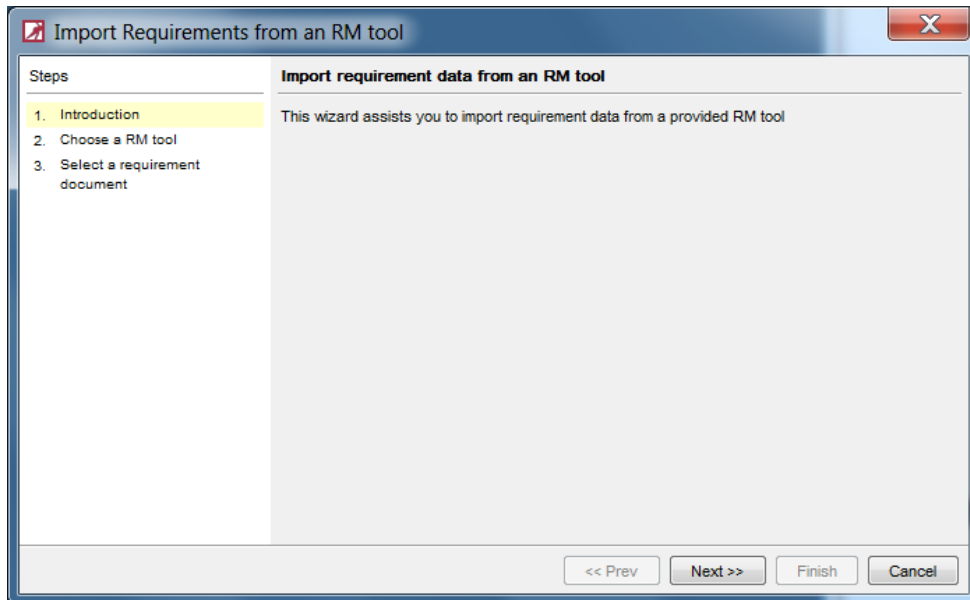 Import Requirements from an RM tool
X
Steps
1. Introduction
2. Choose a RM tool
3. Select a requirement
document
Import requirement data from an RM tool
This wizard assists you to import requirement data from a provided RM tool
<< Prev
Next >>
Finish
Cancel